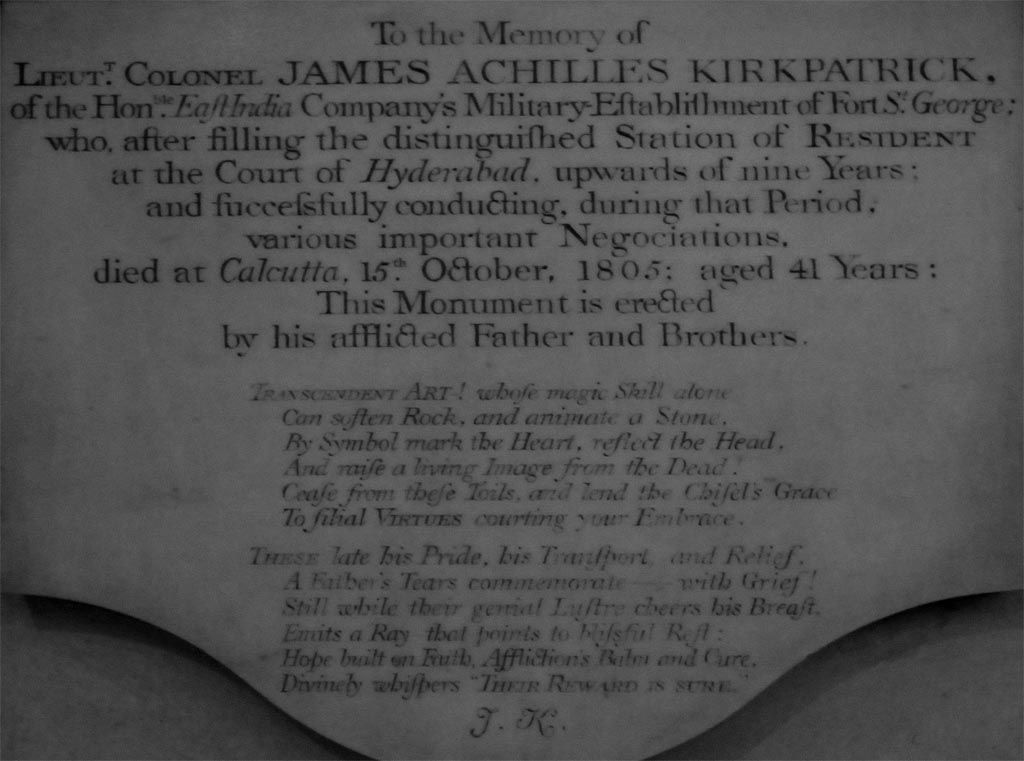 To the Memory of
LIEUT.ᵀ COLONEL JAMES ACHILLES KIRKPATRICK,
of the Hon.ᵇˡᵉ Eaſt India Company's Military-Eſtabliſhment of Fort S.ᵗ George;
who, after filling the diſtinguiſhed Station of RESIDENT
at the Court of Hyderabad, upwards of nine Years;
and ſucceſsfully conducting, during that Period,
various important Negociations,
died at Calcutta, 15.ᵗʰ October, 1805; aged 41 Years:
This Monument is erected
by his afflicted Father and Brothers.
TRANSCENDENT ART! whoſe magic Skill alone
Can ſoften Rock, and animate a Stone,
By Symbol mark the Heart, reflect the Head,
And raiſe a living Image from the Dead!
Ceaſe from theſe Toils, and lend the Chiſel's Grace
To filial VIRTUES courting your Embrace.
THESE late his Pride, his Tranſport, and Relief,
A Father's Tears commemorate — with Grief!
Still while their genial Luſtre cheers his Breaſt,
Emits a Ray that points to bliſsful Reſt:
Hope built on Faith, Affliction's Balm and Cure,
Divinely whiſpers "THEIR REWARD IS SURE."
J. K.